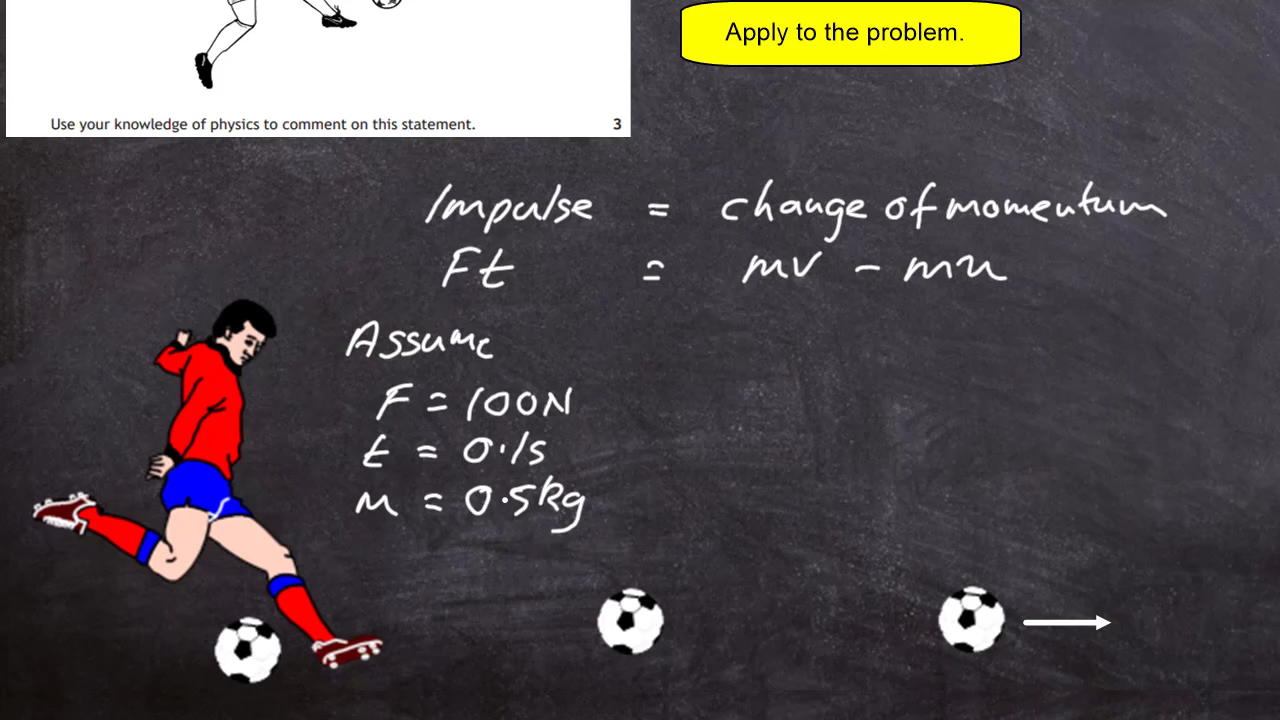 Apply to the problem.
Use your knowledge of physics to comment on this statement. 3
Impulse = change of momentum
Ft = mv - mu
Assume
F = 100N
t = 0.1s
m = 0.5kg